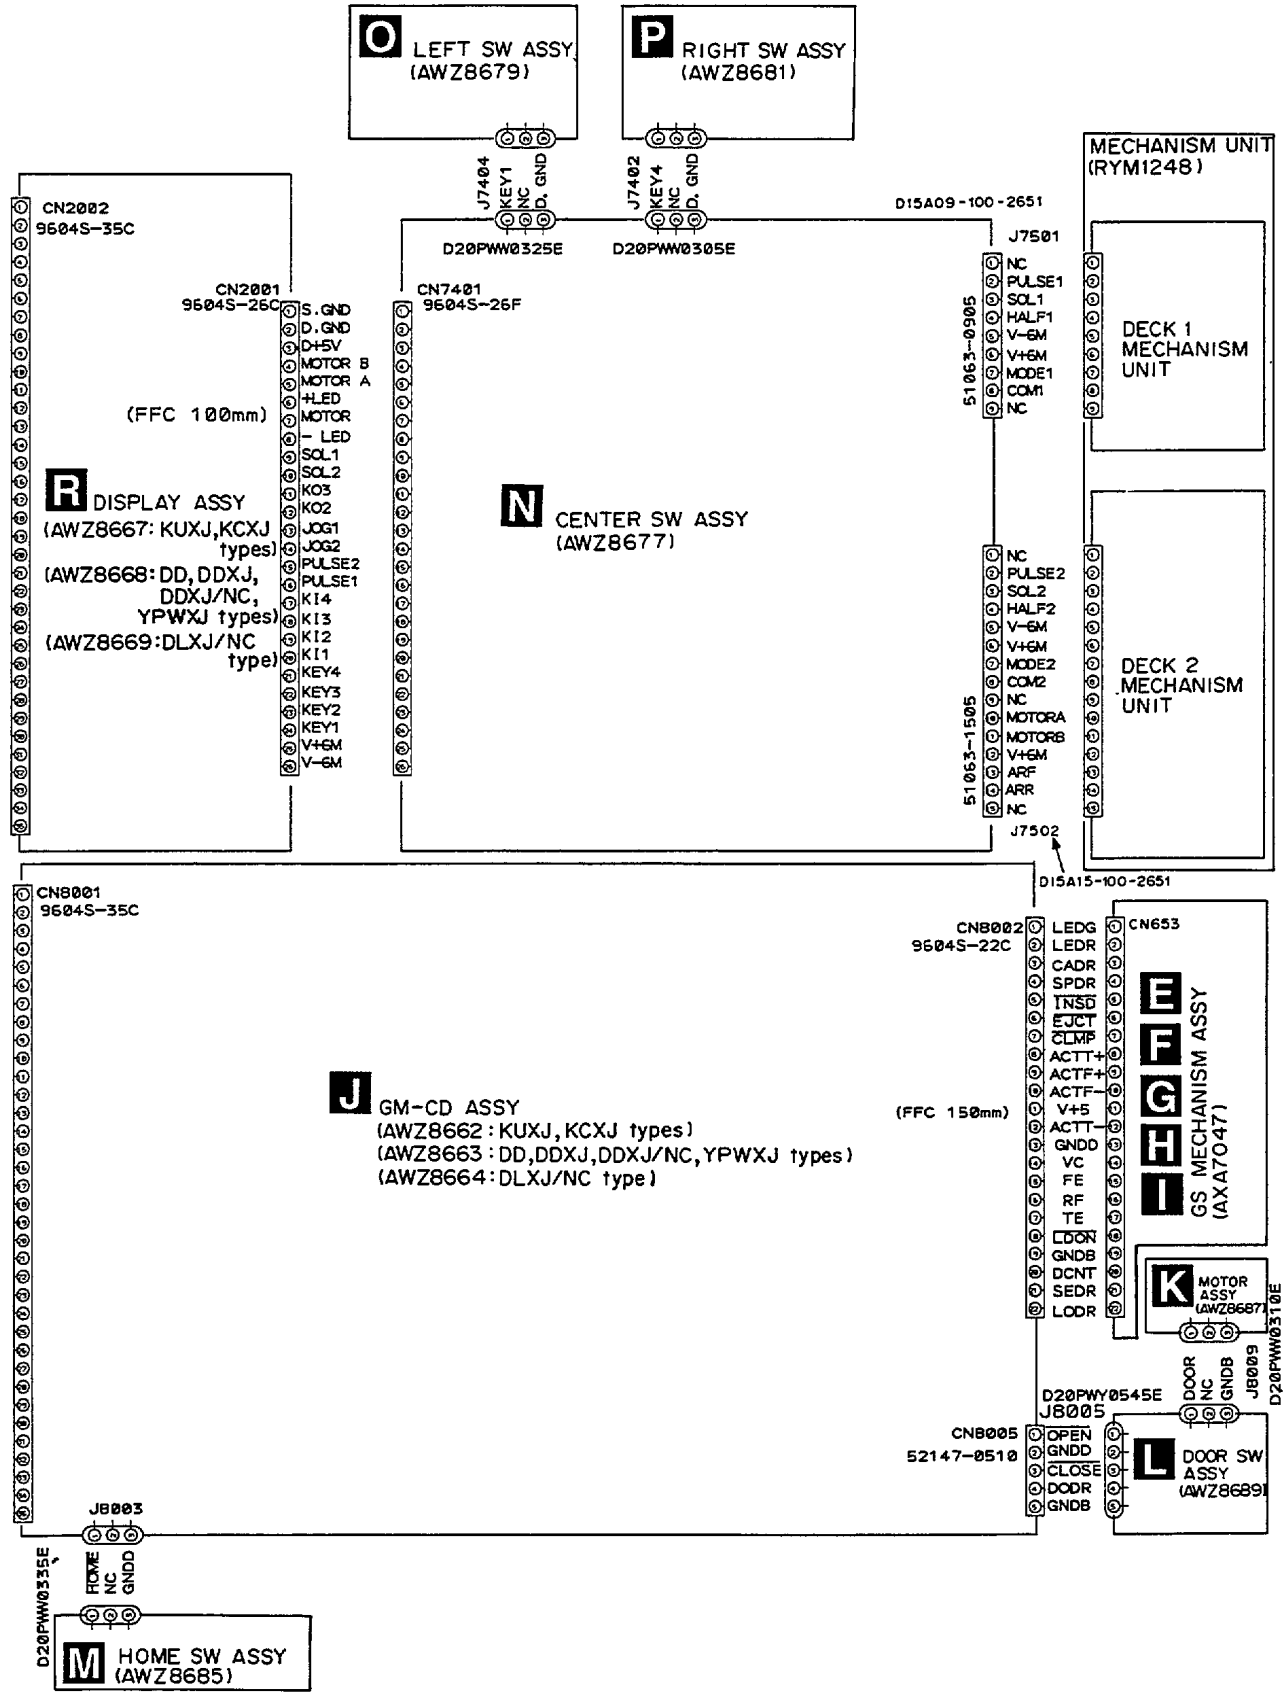 O
LEFT SW ASSY
(AWZ8679)
P
RIGHT SW ASSY
(AWZ8681)
J7404
KEY1
NC
D. GND
D20PWW0325E
J7402
KEY4
NC
D. GND
D20PWW0305E
MECHANISM UNIT
(RYM1248)
CN2002
9604S-35C
CN2001
9604S-26C
S.GND
D.GND
D+5V
MOTOR B
MOTOR A
+LED
MOTOR
- LED
SOL1
SOL2
KO3
KO2
JOG1
JOG2
PULSE2
PULSE1
KI4
KI3
KI2
KI1
KEY4
KEY3
KEY2
KEY1
V+6M
V-6M
(FFC 100mm)
R
DISPLAY ASSY
(AWZ8667: KUXJ,KCXJ
types)
(AWZ8668: DD, DDXJ,
DDXJ/NC,
YPWXJ types)
(AWZ8669:DLXJ/NC
type)
CN7401
9604S-26F
N
CENTER SW ASSY
(AWZ8677)
D15A09-100-2651
J7501
51063-0905
NC
PULSE1
SOL1
HALF1
V-6M
V+6M
MODE1
COM1
NC
DECK 1
MECHANISM
UNIT
51063-1505
NC
PULSE2
SOL2
HALF2
V-6M
V+6M
MODE2
COM2
NC
MOTORA
MOTORB
V+6M
ARF
ARR
NC
J7502
D15A15-100-2651
DECK 2
MECHANISM
UNIT
CN8001
9604S-35C
J
GM-CD ASSY
(AWZ8662: KUXJ, KCXJ types)
(AWZ8663: DD,DDXJ,DDXJ/NC,YPWXJ types)
(AWZ8664: DLXJ/NC type)
CN8002
9604S-22C
(FFC 150mm)
LEDG
LEDR
CADR
SPDR
INSD
EJCT
CLMP
ACTT+
ACTF+
ACTF-
V+5
ACTT-
GNDD
VC
FE
RF
TE
LDON
GNDB
DCNT
SEDR
LODR
CN653
E
F
G
H
I
GS MECHANISM ASSY
(AXA7047)
K
MOTOR
ASSY
(AWZ8687)
DOOR
NC
GNDB
J8009
D20PWW0310E
D20PWY0545E
J8005
CN8005
52147-0510
OPEN
GNDD
CLOSE
DODR
GNDB
L
DOOR SW
ASSY
(AWZ8689)
J8003
D20PWW0335E
HOME
NC
GNDD
M
HOME SW ASSY
(AWZ8685)